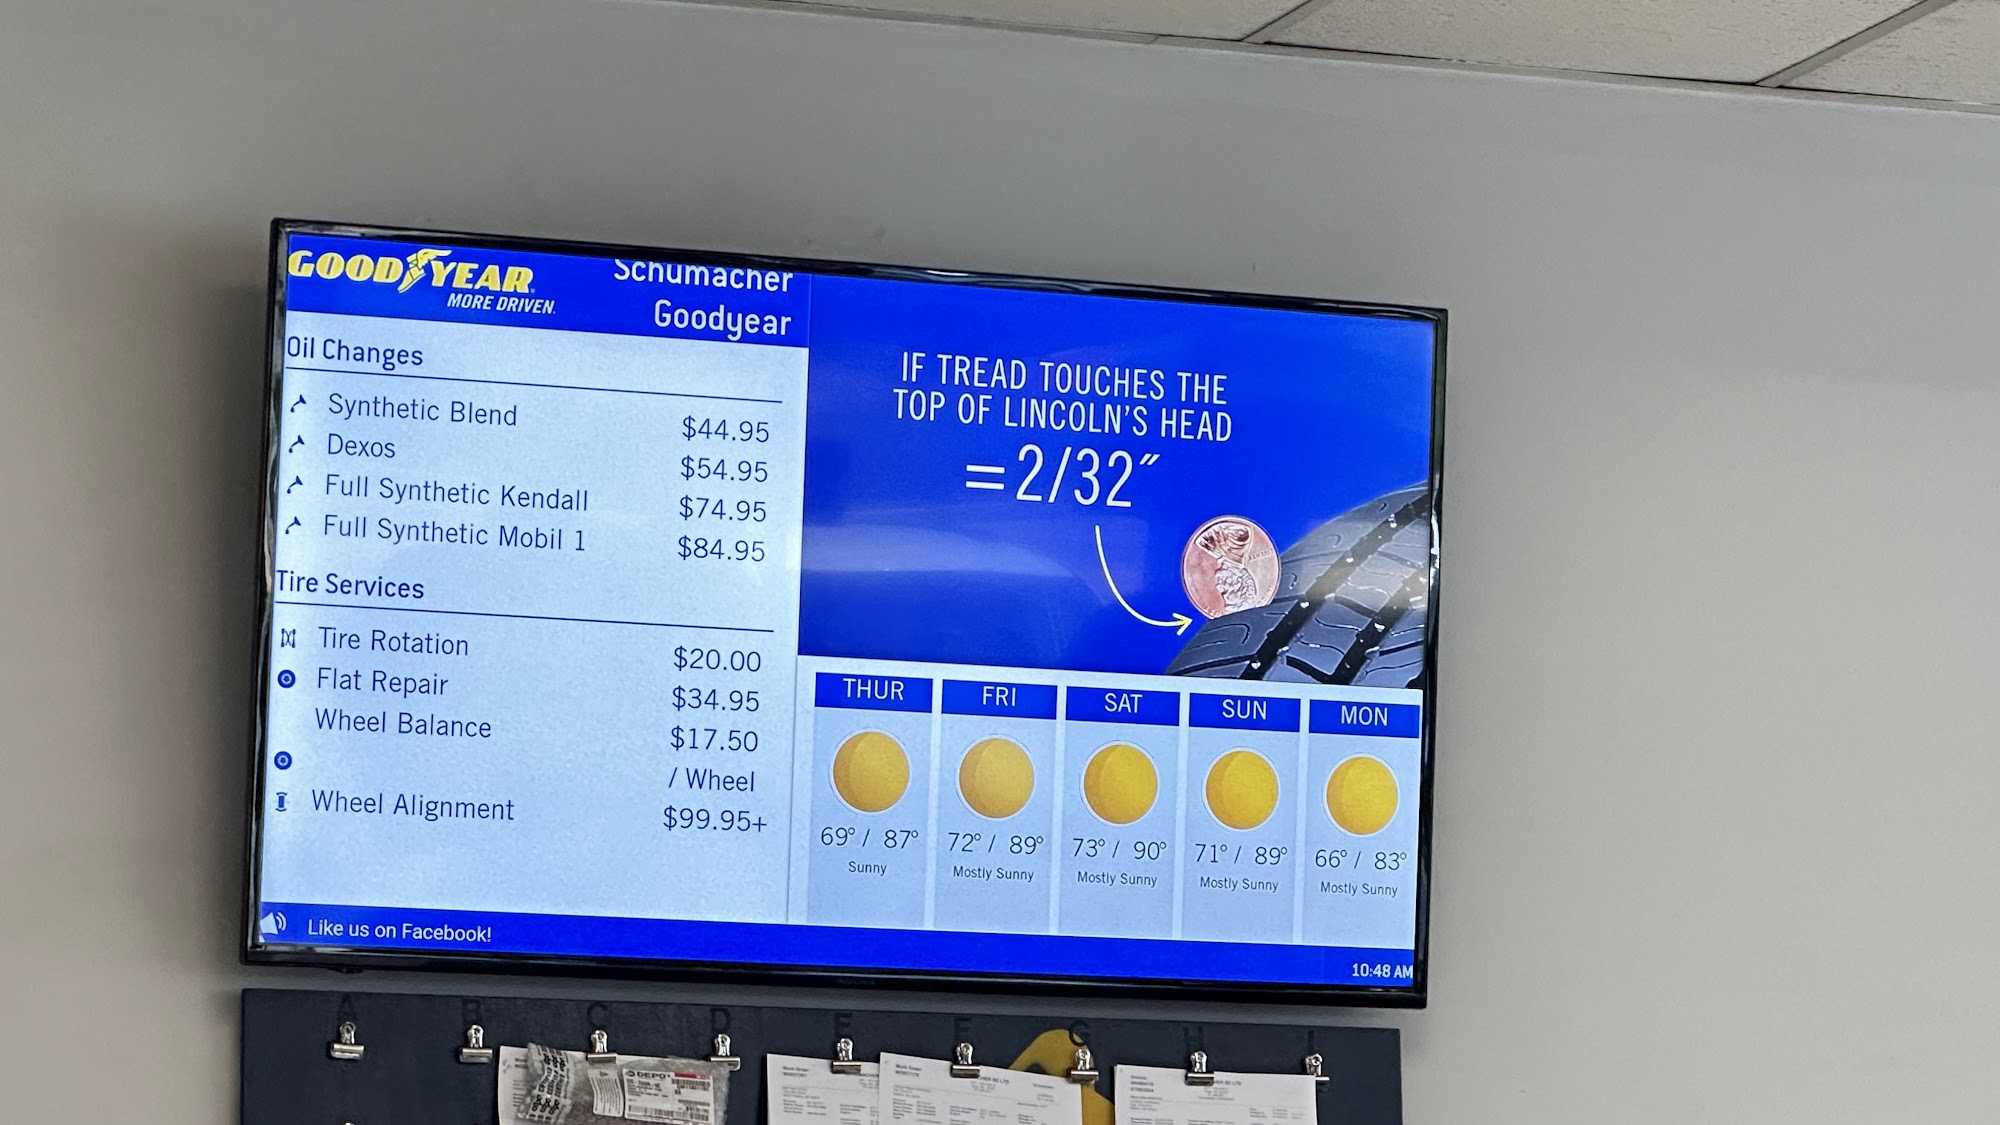 GOODYEAR
MORE DRIVEN.
Schumacher
Goodyear
Oil Changes
Synthetic Blend $44.95
Dexos $54.95
Full Synthetic Kendall $74.95
Full Synthetic Mobil 1 $84.95
Tire Services
Tire Rotation $20.00
Flat Repair $34.95
Wheel Balance $17.50
/ Wheel
Wheel Alignment $99.95+
IF TREAD TOUCHES THE
TOP OF LINCOLN'S HEAD
=2/32″
THUR FRI SAT SUN MON
69° / 87° 72° / 89° 73° / 90° 71° / 89° 66° / 83°
Sunny Mostly Sunny Mostly Sunny Mostly Sunny Mostly Sunny
Like us on Facebook!
10:48 AM
A B C D E F G H I
DEPO